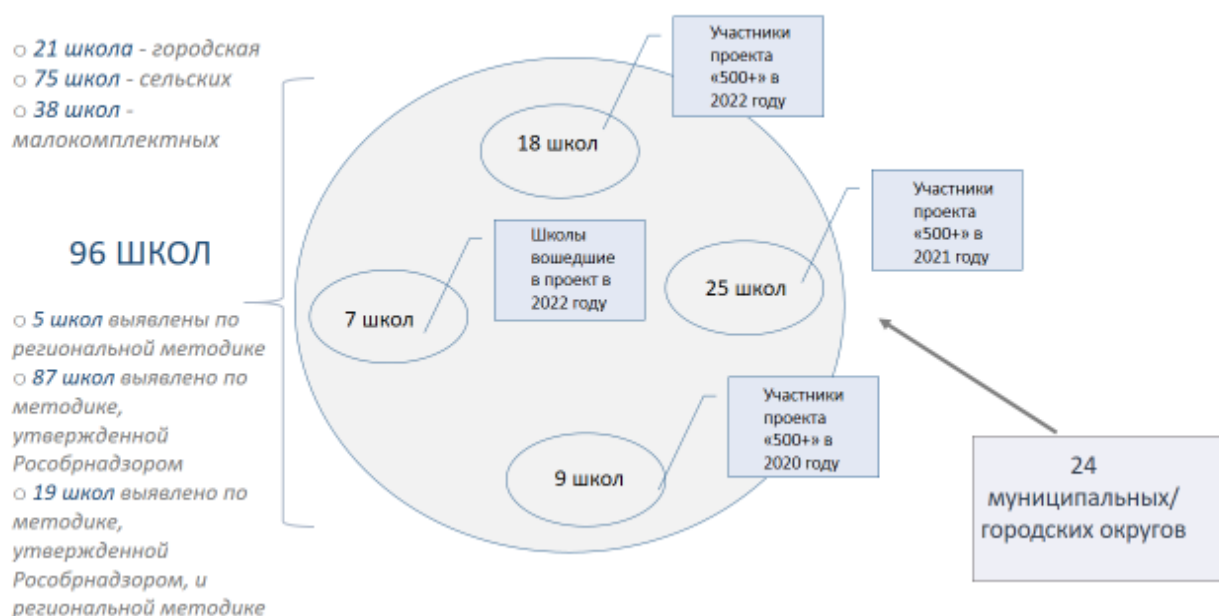 ○ 21 школа - городская
○ 75 школ - сельских
○ 38 школ -
малокомплектных
96 ШКОЛ
○ 5 школ выявлены по
региональной методике
○ 87 школ выявлено по
методике,
утвержденной
Рособрнадзором
○ 19 школ выявлено по
методике,
утвержденной
Рособрнадзором, и
региональной методике
Участники
проекта
«500+» в
2022 году
18 школ
Участники
проекта
«500+» в
2021 году
25 школ
Школы
вошедшие
в проект в
2022 году
7 школ
Участники
проекта
«500+» в
2020 году
9 школ
24
муниципальных/
городских округов